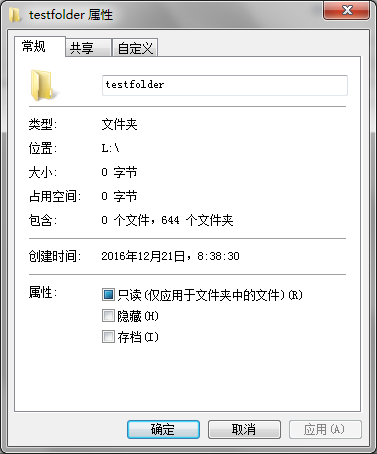 testfolder 属性
常规 共享 自定义
testfolder
类型: 文件夹
位置: L:\
大小: 0 字节
占用空间: 0 字节
包含: 0 个文件，644 个文件夹
创建时间: 2016年12月21日，8:38:30
属性: 只读(仅应用于文件夹中的文件)(R)
隐藏(H)
存档(I)
确定 取消 应用(A)